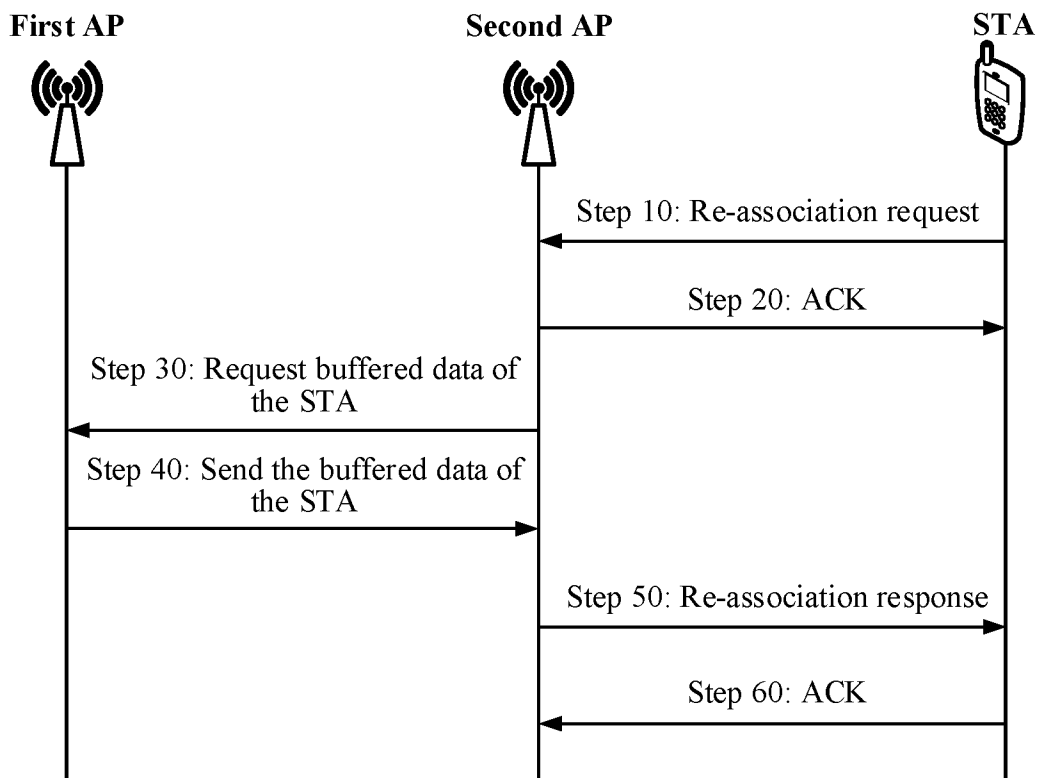 First AP
Second AP
STA
Step 10: Re-association request
Step 20: ACK
Step 30: Request buffered data of
the STA
Step 40: Send the buffered data of
the STA
Step 50: Re-association response
Step 60: ACK